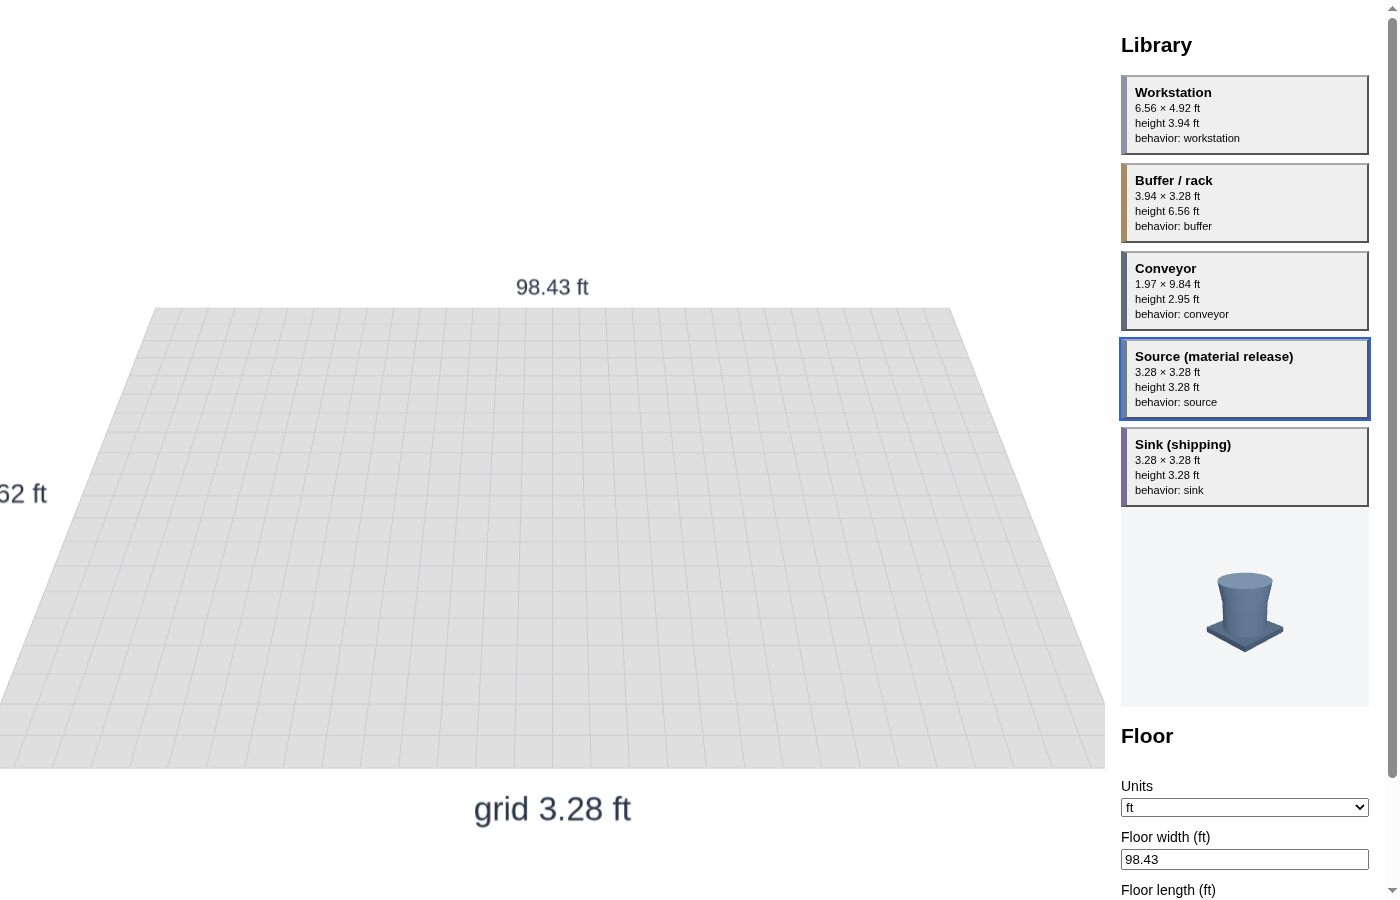 Library
Workstation
6.56 × 4.92 ft
height 3.94 ft
behavior: workstation
Buffer / rack
3.94 × 3.28 ft
height 6.56 ft
behavior: buffer
Conveyor
1.97 × 9.84 ft
height 2.95 ft
behavior: conveyor
Source (material release)
3.28 × 3.28 ft
height 3.28 ft
behavior: source
Sink (shipping)
3.28 × 3.28 ft
height 3.28 ft
behavior: sink
Floor
Units
ft
Floor width (ft)
98.43
Floor length (ft)
98.43 ft
62 ft
grid 3.28 ft